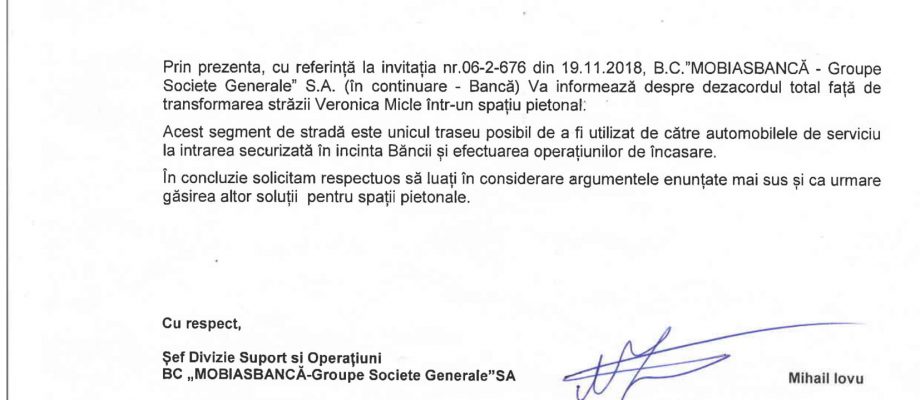 Prin prezenta, cu referință la invitația nr.06-2-676 din 19.11.2018, B.C."MOBIASBANCĂ - Groupe
Societe Generale" S.A. (în continuare - Bancă) Va informează despre dezacordul total față de
transformarea străzii Veronica Micle într-un spațiu pietonal:
Acest segment de stradă este unicul traseu posibil de a fi utilizat de către automobilele de serviciu
la intrarea securizată în incinta Băncii și efectuarea operațiunilor de încasare.
În concluzie solicitam respectuos să luați în considerare argumentele enunțate mai sus și ca urmare
găsirea altor soluții pentru spații pietonale.
Cu respect,
Șef Divizie Suport si Operațiuni
BC „MOBIASBANCĂ-Groupe Societe Generale"SA
Mihail Iovu